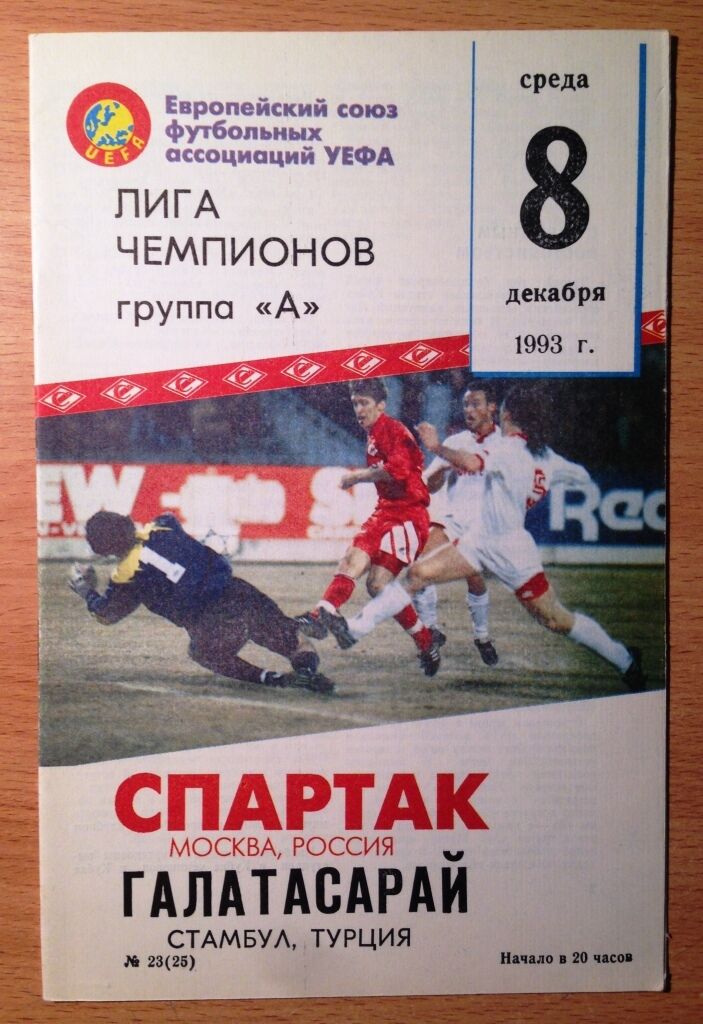 UEFA
Европейский союз
футбольных
ассоциаций УЕФА
ЛИГА
ЧЕМПИОНОВ
группа «А»
среда
8
декабря
1993 г.
1
СПАРТАК
МОСКВА, РОССИЯ
ГАЛАТАСАРАЙ
СТАМБУЛ, ТУРЦИЯ
№ 23(25)
Начало в 20 часов